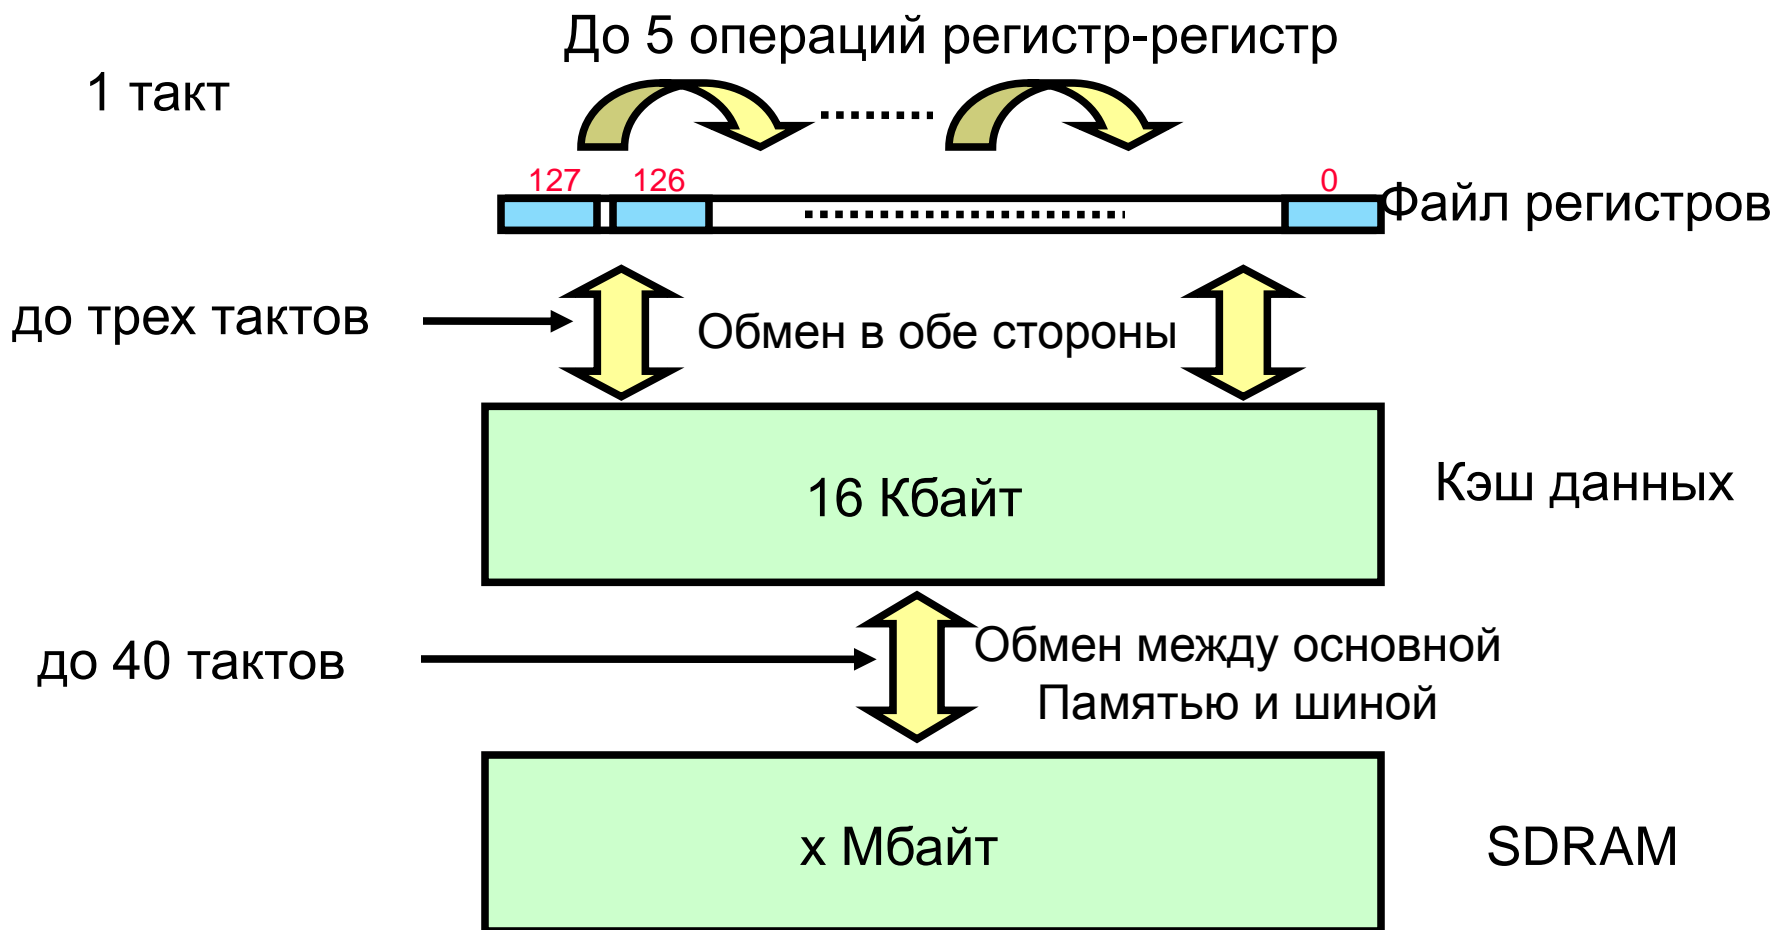 До 5 операций регистр-регистр
1 такт
127 126 0
Файл регистров
до трех тактов
Обмен в обе стороны
16 Кбайт
Кэш данных
до 40 тактов
Обмен между основной
Памятью и шиной
х Мбайт
SDRAM